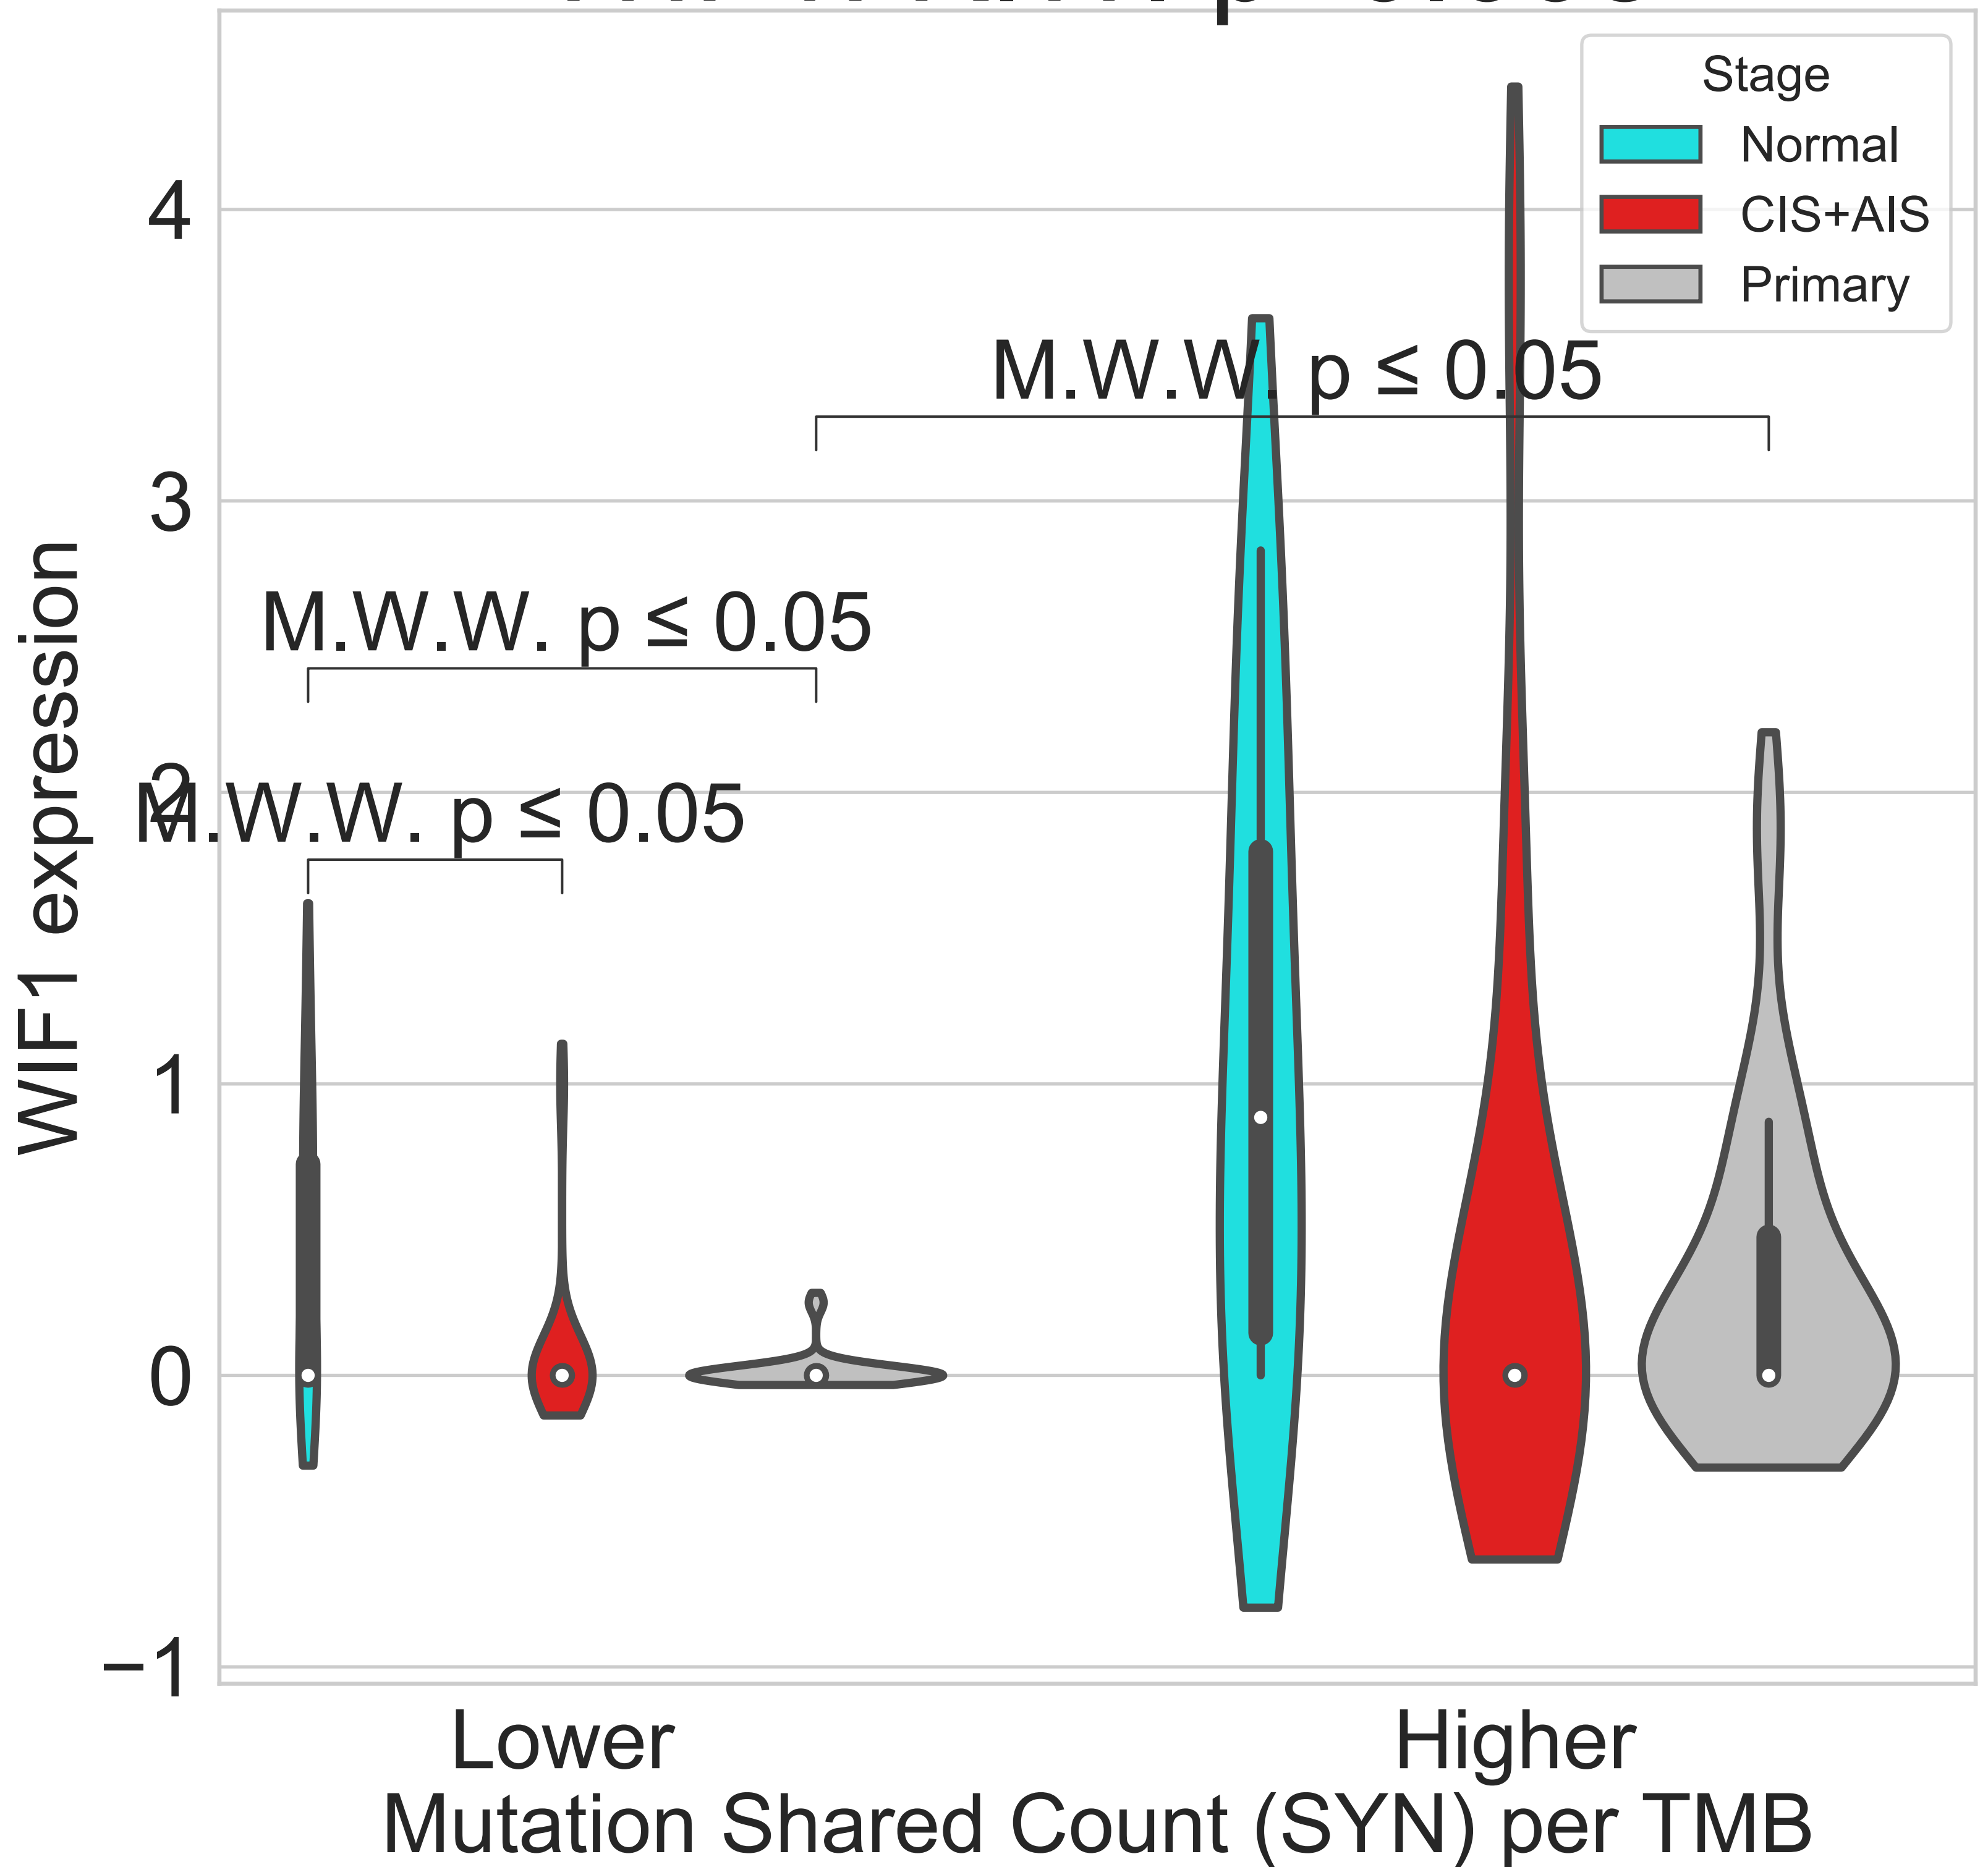 Stage
Normal
CIS+AIS
Primary
4
3
2
1
0
−1
M.W.W. p ≤ 0.05
M.W.W. p ≤ 0.05
M.W.W. p ≤ 0.05
WIF1 expression
Lower
Higher
Mutation Shared Count (SYN) per TMB